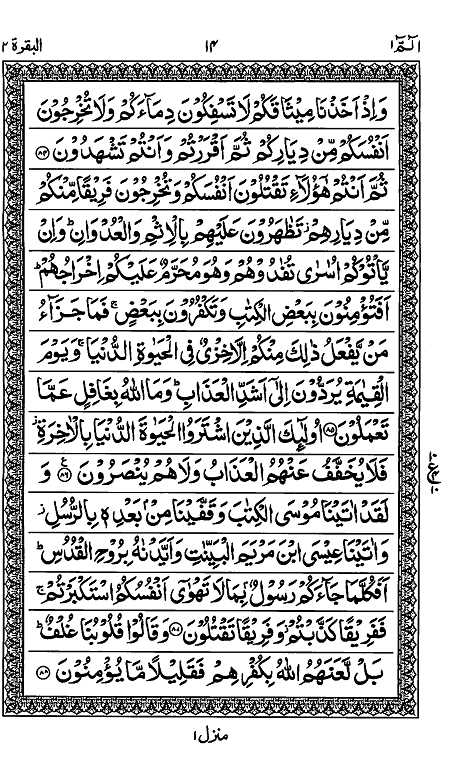 الٓمّٓ ١ ١٤ البقرة ٢
وَاِذْ اَخَذْنَا مِيْثَاقَكُمْ لَا تَسْفِكُوْنَ دِمَآءَكُمْ وَلَا تُخْرِجُوْنَ
اَنْفُسَكُمْ مِّنْ دِيَارِكُمْ ثُمَّ اَقْرَرْتُمْ وَاَنْتُمْ تَشْهَدُوْنَ ﴿٨٤﴾
ثُمَّ اَنْتُمْ هٰٓؤُلَآءِ تَقْتُلُوْنَ اَنْفُسَكُمْ وَتُخْرِجُوْنَ فَرِيْقًا مِّنْكُمْ
مِّنْ دِيَارِهِمْ ز تَظٰهَرُوْنَ عَلَيْهِمْ بِالْاِثْمِ وَالْعُدْوَانِ ؕ وَاِنْ
يَّاْتُوْكُمْ اُسٰرٰى تُفٰدُوْهُمْ وَهُوَ مُحَرَّمٌ عَلَيْكُمْ اِخْرَاجُهُمْ ؕ
اَفَتُؤْمِنُوْنَ بِبَعْضِ الْكِتٰبِ وَتَكْفُرُوْنَ بِبَعْضٍ ۚ فَمَا جَزَآءُ
مَنْ يَّفْعَلُ ذٰلِكَ مِنْكُمْ اِلَّا خِزْىٌ فِى الْحَيٰوةِ الدُّنْيَا ۚ وَيَوْمَ
الْقِيٰمَةِ يُرَدُّوْنَ اِلٰٓى اَشَدِّ الْعَذَابِ ؕ وَمَا اللّٰهُ بِغَافِلٍ عَمَّا
تَعْمَلُوْنَ ﴿٨٥﴾ اُولٰٓئِكَ الَّذِيْنَ اشْتَرَوُا الْحَيٰوةَ الدُّنْيَا بِالْاٰخِرَةِ ز
فَلَا يُخَفَّفُ عَنْهُمُ الْعَذَابُ وَلَا هُمْ يُنْصَرُوْنَ ﴿٨٦﴾ ع وَ
لَقَدْ اٰتَيْنَا مُوْسَى الْكِتٰبَ وَقَفَّيْنَا مِنْۢ بَعْدِهٖ بِالرُّسُلِ ز
وَاٰتَيْنَا عِيْسَى ابْنَ مَرْيَمَ الْبَيِّنٰتِ وَاَيَّدْنٰهُ بِرُوْحِ الْقُدُسِ ؕ
اَفَكُلَّمَا جَآءَكُمْ رَسُوْلٌۢ بِمَا لَا تَهْوٰٓى اَنْفُسُكُمُ اسْتَكْبَرْتُمْ ۚ
فَفَرِيْقًا كَذَّبْتُمْ وَفَرِيْقًا تَقْتُلُوْنَ ﴿٨٧﴾ وَقَالُوْا قُلُوْبُنَا غُلْفٌ ؕ
بَلْ لَّعَنَهُمُ اللّٰهُ بِكُفْرِهِمْ فَقَلِيْلًا مَّا يُؤْمِنُوْنَ ﴿٨٨﴾
منزل ١